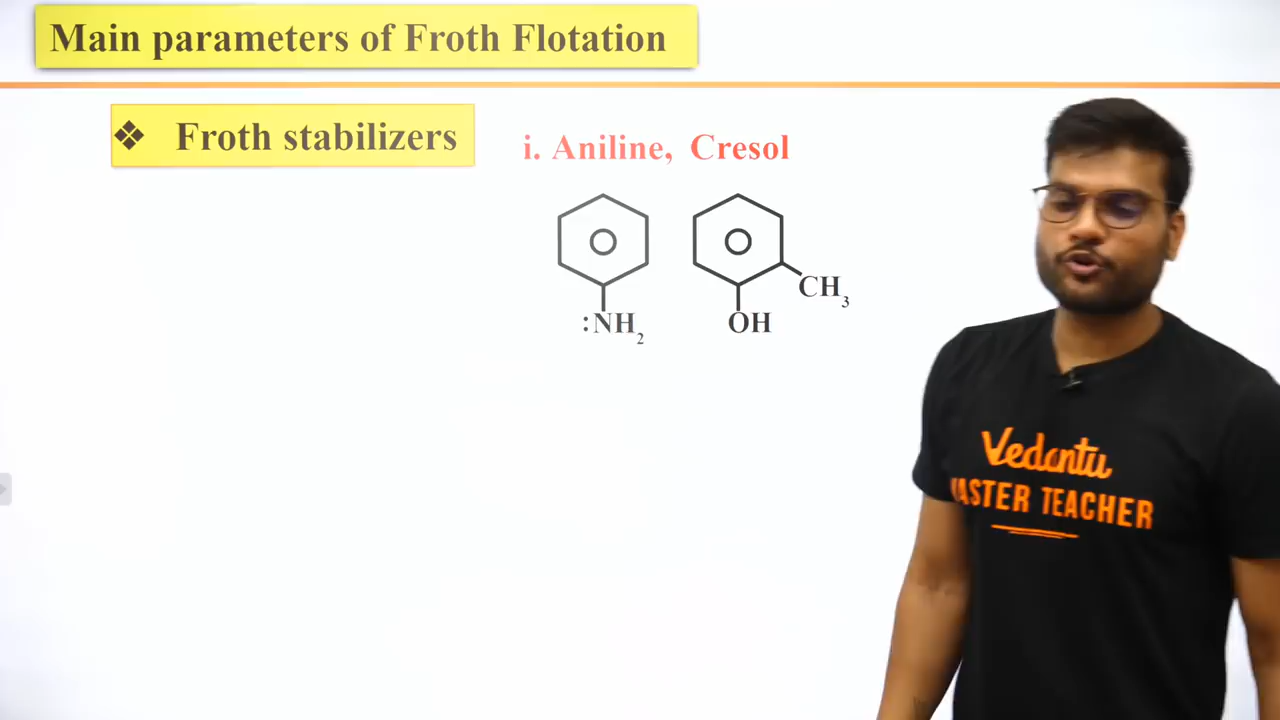 Main parameters of Froth Flotation
❖ Froth stabilizers
i. Aniline, Cresol
CH3
:NH2
OH
Vedantu
MASTER TEACHER